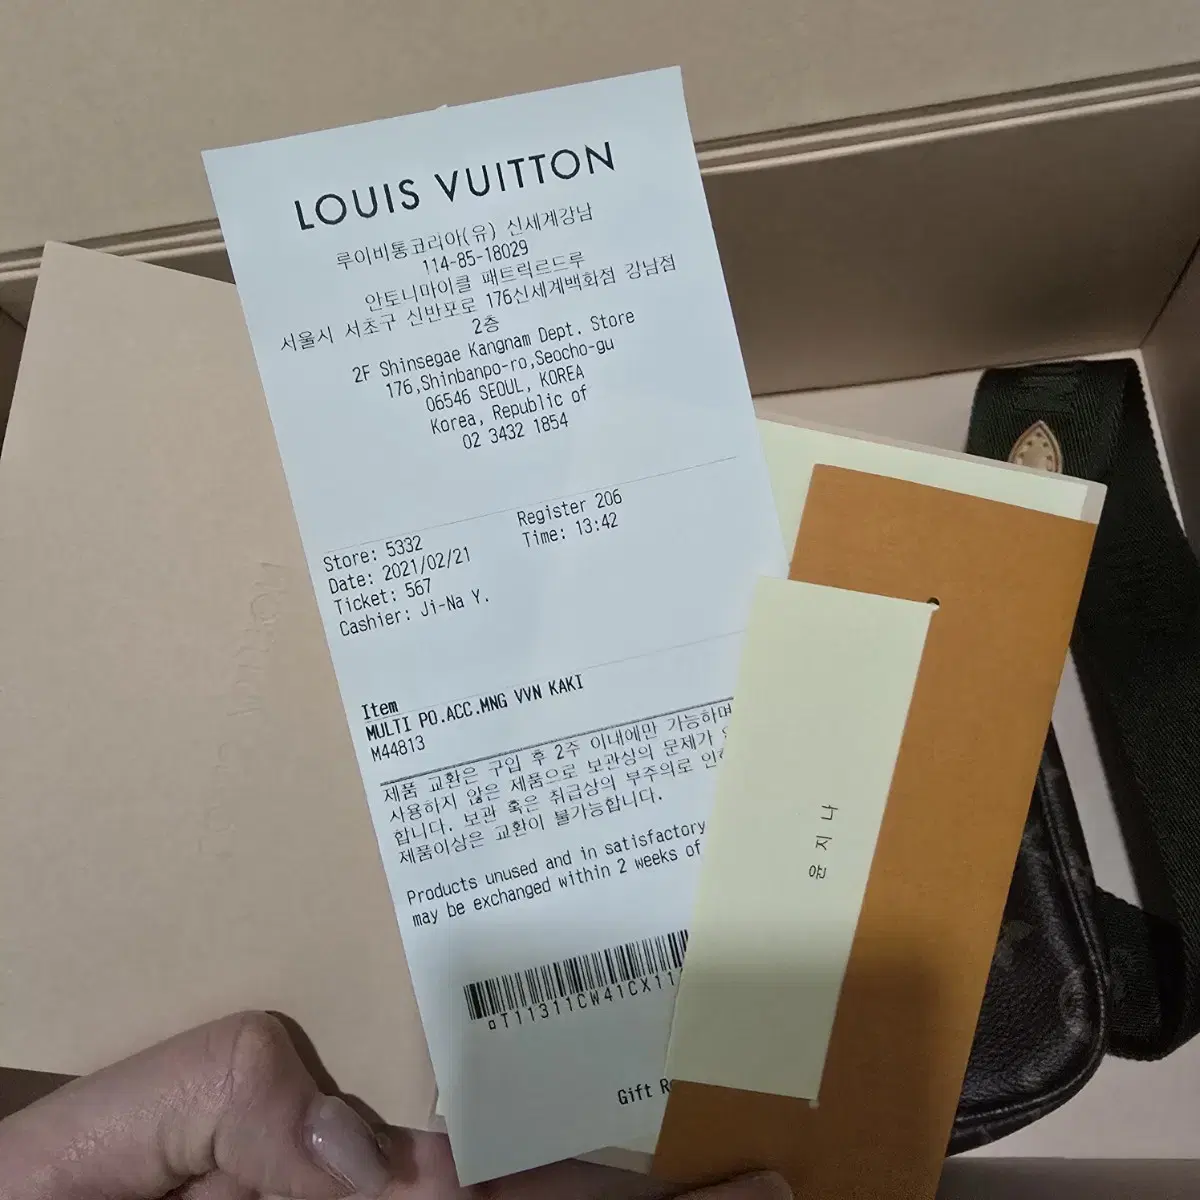 LOUIS VUITTON
루이비통코리아(유) 신세계강남
114-85-18029
안토니마이클 패트릭르드루
서울시 서초구 신반포로 176신세계백화점 강남점
2층
2F Shinsegae Kangnam Dept. Store
176,Shinbanpo-ro,Seocho-gu
06546 SEOUL, KOREA
Korea, Republic of
02 3432 1854
Store: 5332 Register 206
Date: 2021/02/21 Time: 13:42
Ticket: 567
Cashier: Ji-Na Y.
Item
MULTI PO.ACC.MNG VVN KAKI
M44813
제품 교환은 구입 후 2주 이내에만 가능하며
사용하지 않은 제품으로 보관상의 문제가
합니다. 보관 혹은 취급상의 부주의로
제품이상은 교환이 불가능합니다.
Products unused and in satisfactory
may be exchanged within 2 weeks of
T11311CW41CX11
Gift
양지나